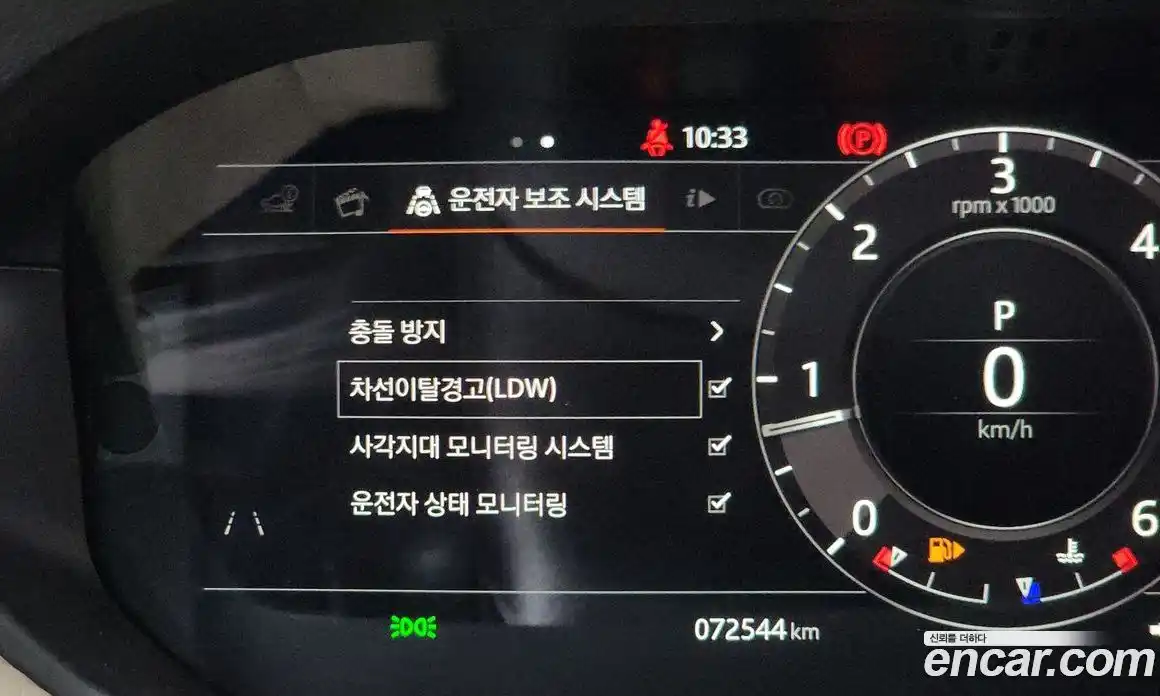 10:33
운전자 보조 시스템
i
충돌 방지
차선이탈경고(LDW)
사각지대 모니터링 시스템
운전자 상태 모니터링
3
rpm x 1000
2
4
P
1
0
km/h
0
6
072544 km
신뢰를 더하다
encar.com